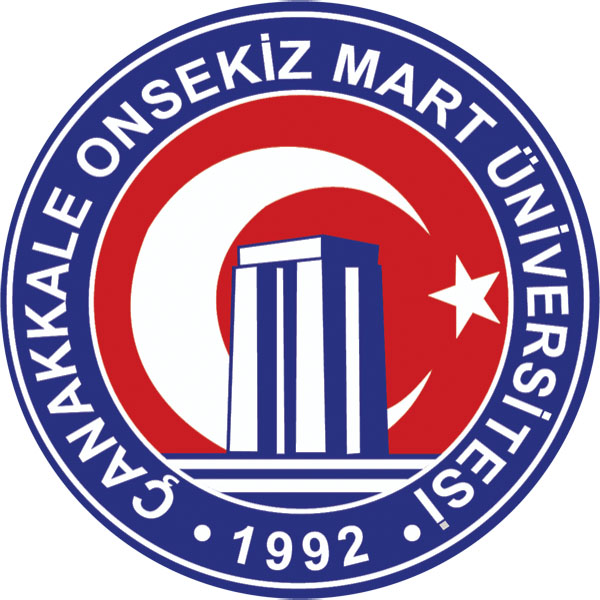 ÇANAKKALE ONSEKİZ MART ÜNİVERSİTESİ
• 1992 •